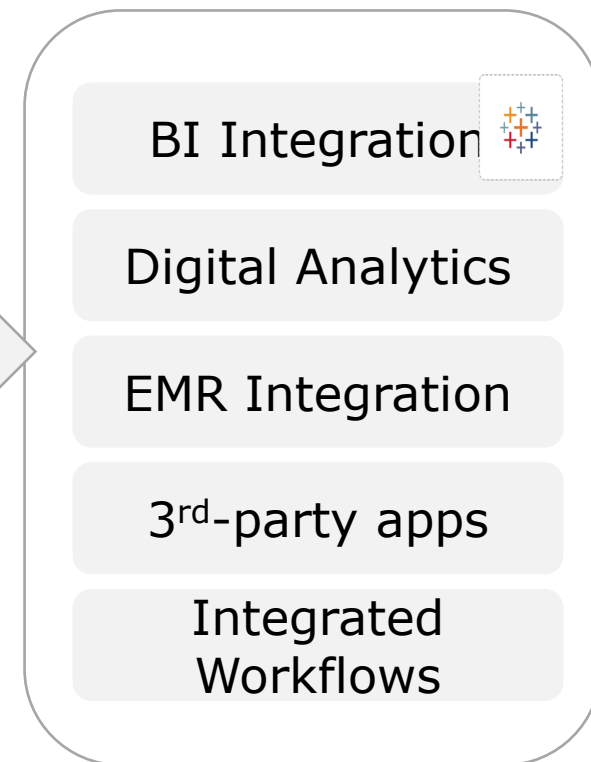 BI Integration
Digital Analytics
EMR Integration
3rd-party apps
Integrated
Workflows